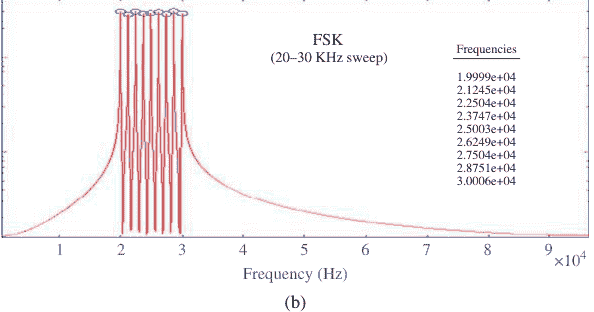 FSK
(20–30 KHz sweep)
Frequencies
1.9999e+04
2.1245e+04
2.2504e+04
2.3747e+04
2.5003e+04
2.6249e+04
2.7504e+04
2.8751e+04
3.0006e+04
1 2 3 4 5 6 7 8 9
×10⁴
Frequency (Hz)
(b)